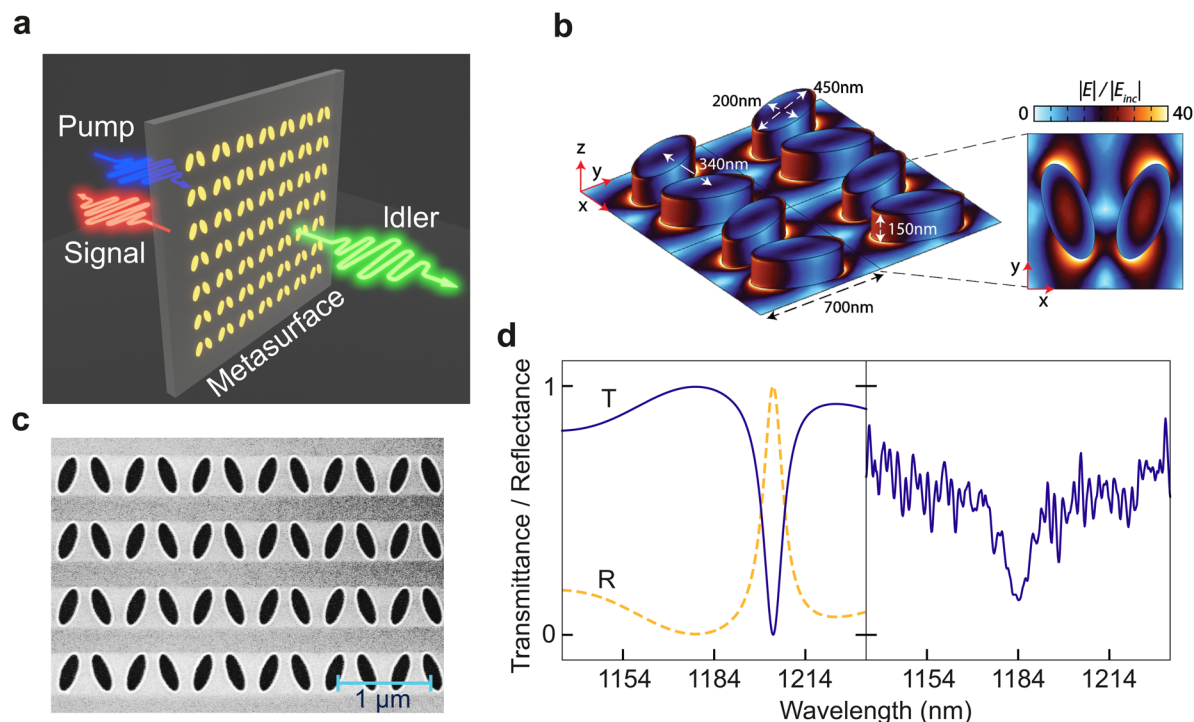 a
Pump
Signal
Idler
Metasurface
b
450nm
200nm
340nm
150nm
700nm
z
y
x
|E| / |E_inc|
0
40
y
x
c
1 µm
d
Transmittance / Reflectance
1
0
T
R
1154
1184
1214
1154
1184
1214
Wavelength (nm)